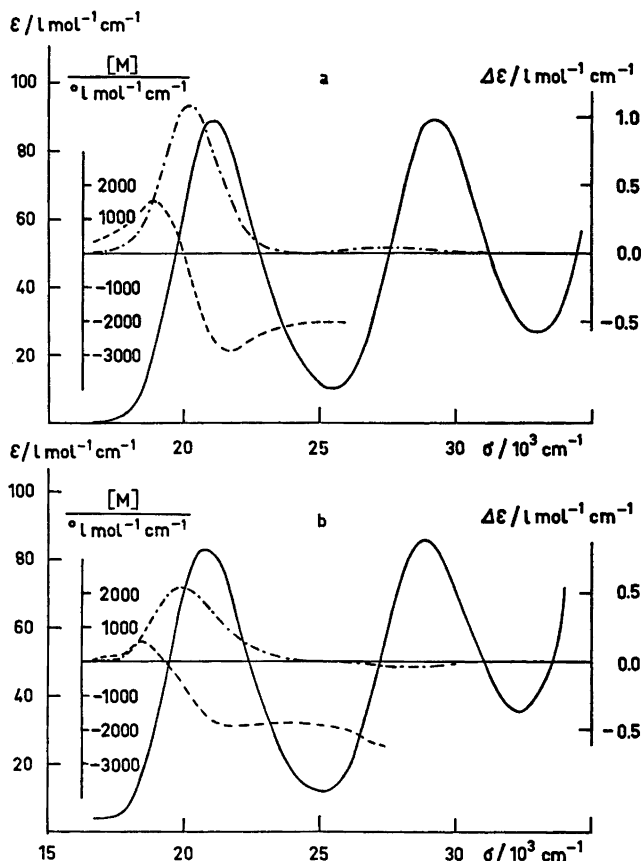 ε / l mol⁻¹ cm⁻¹
[M]
° l mol⁻¹ cm⁻¹
a
Δε / l mol⁻¹ cm⁻¹
100
1.0
80
2000
0.5
60
1000
0.0
-1000
40
-2000
-0.5
-3000
20
20
25
30
σ / 10³ cm⁻¹
ε / l mol⁻¹ cm⁻¹
100
[M]
° l mol⁻¹ cm⁻¹
b
Δε / l mol⁻¹ cm⁻¹
80
2000
0.5
60
1000
0.0
-1000
40
-2000
-0.5
-3000
20
15
20
25
30
σ / 10³ cm⁻¹